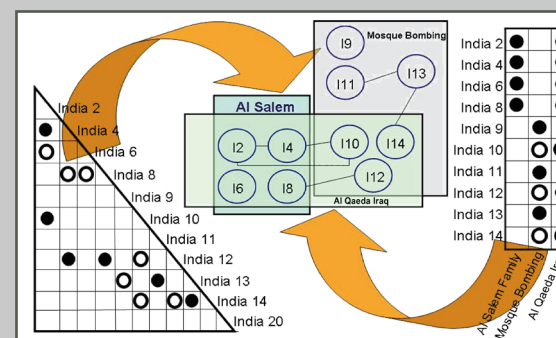 India 2
India 4
India 6
India 8
India 9
India 10
India 11
India 12
India 13
India 14
India 20
Mosque Bombing
I9
I11
I13
Al Salem
I2
I4
I10
I14
I6
I8
I12
Al Qaeda Iraq
India 2
India 4
India 6
India 8
India 9
India 10
India 11
India 12
India 13
India 14
Al Salem Family
Mosque Bombing
Al Qaeda